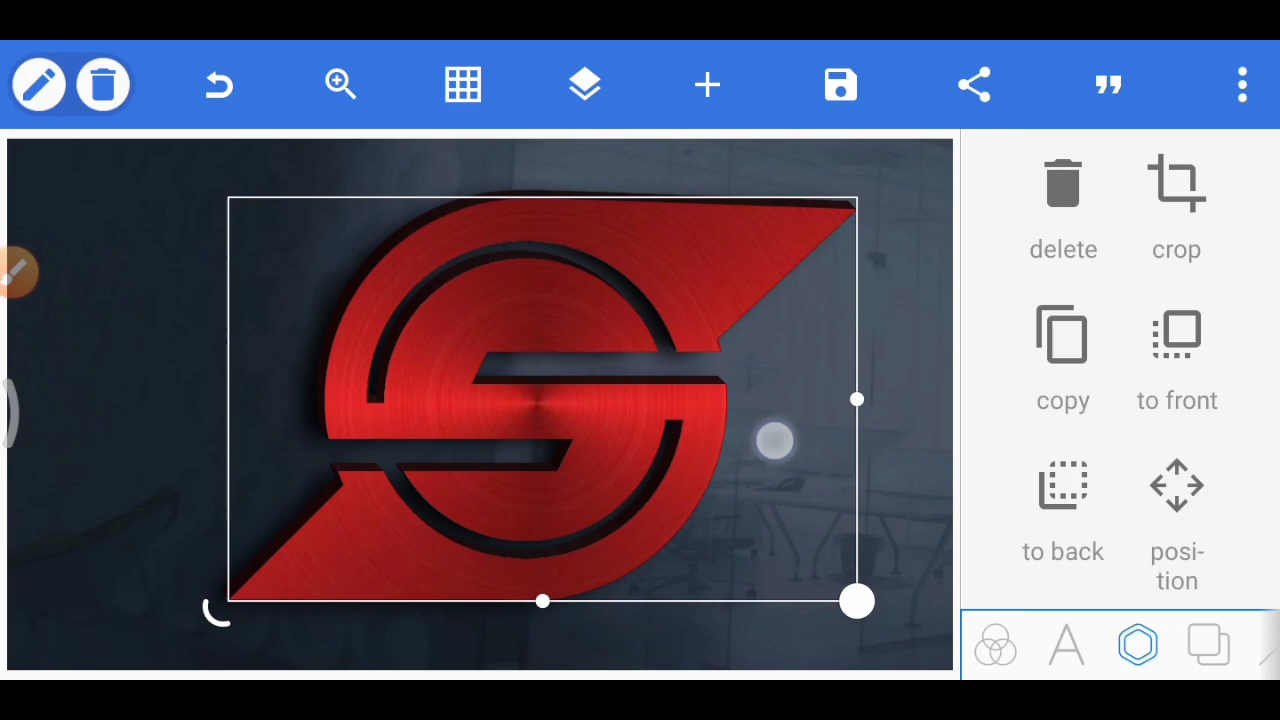 delete
crop
copy
to front
to back
posi-
tion